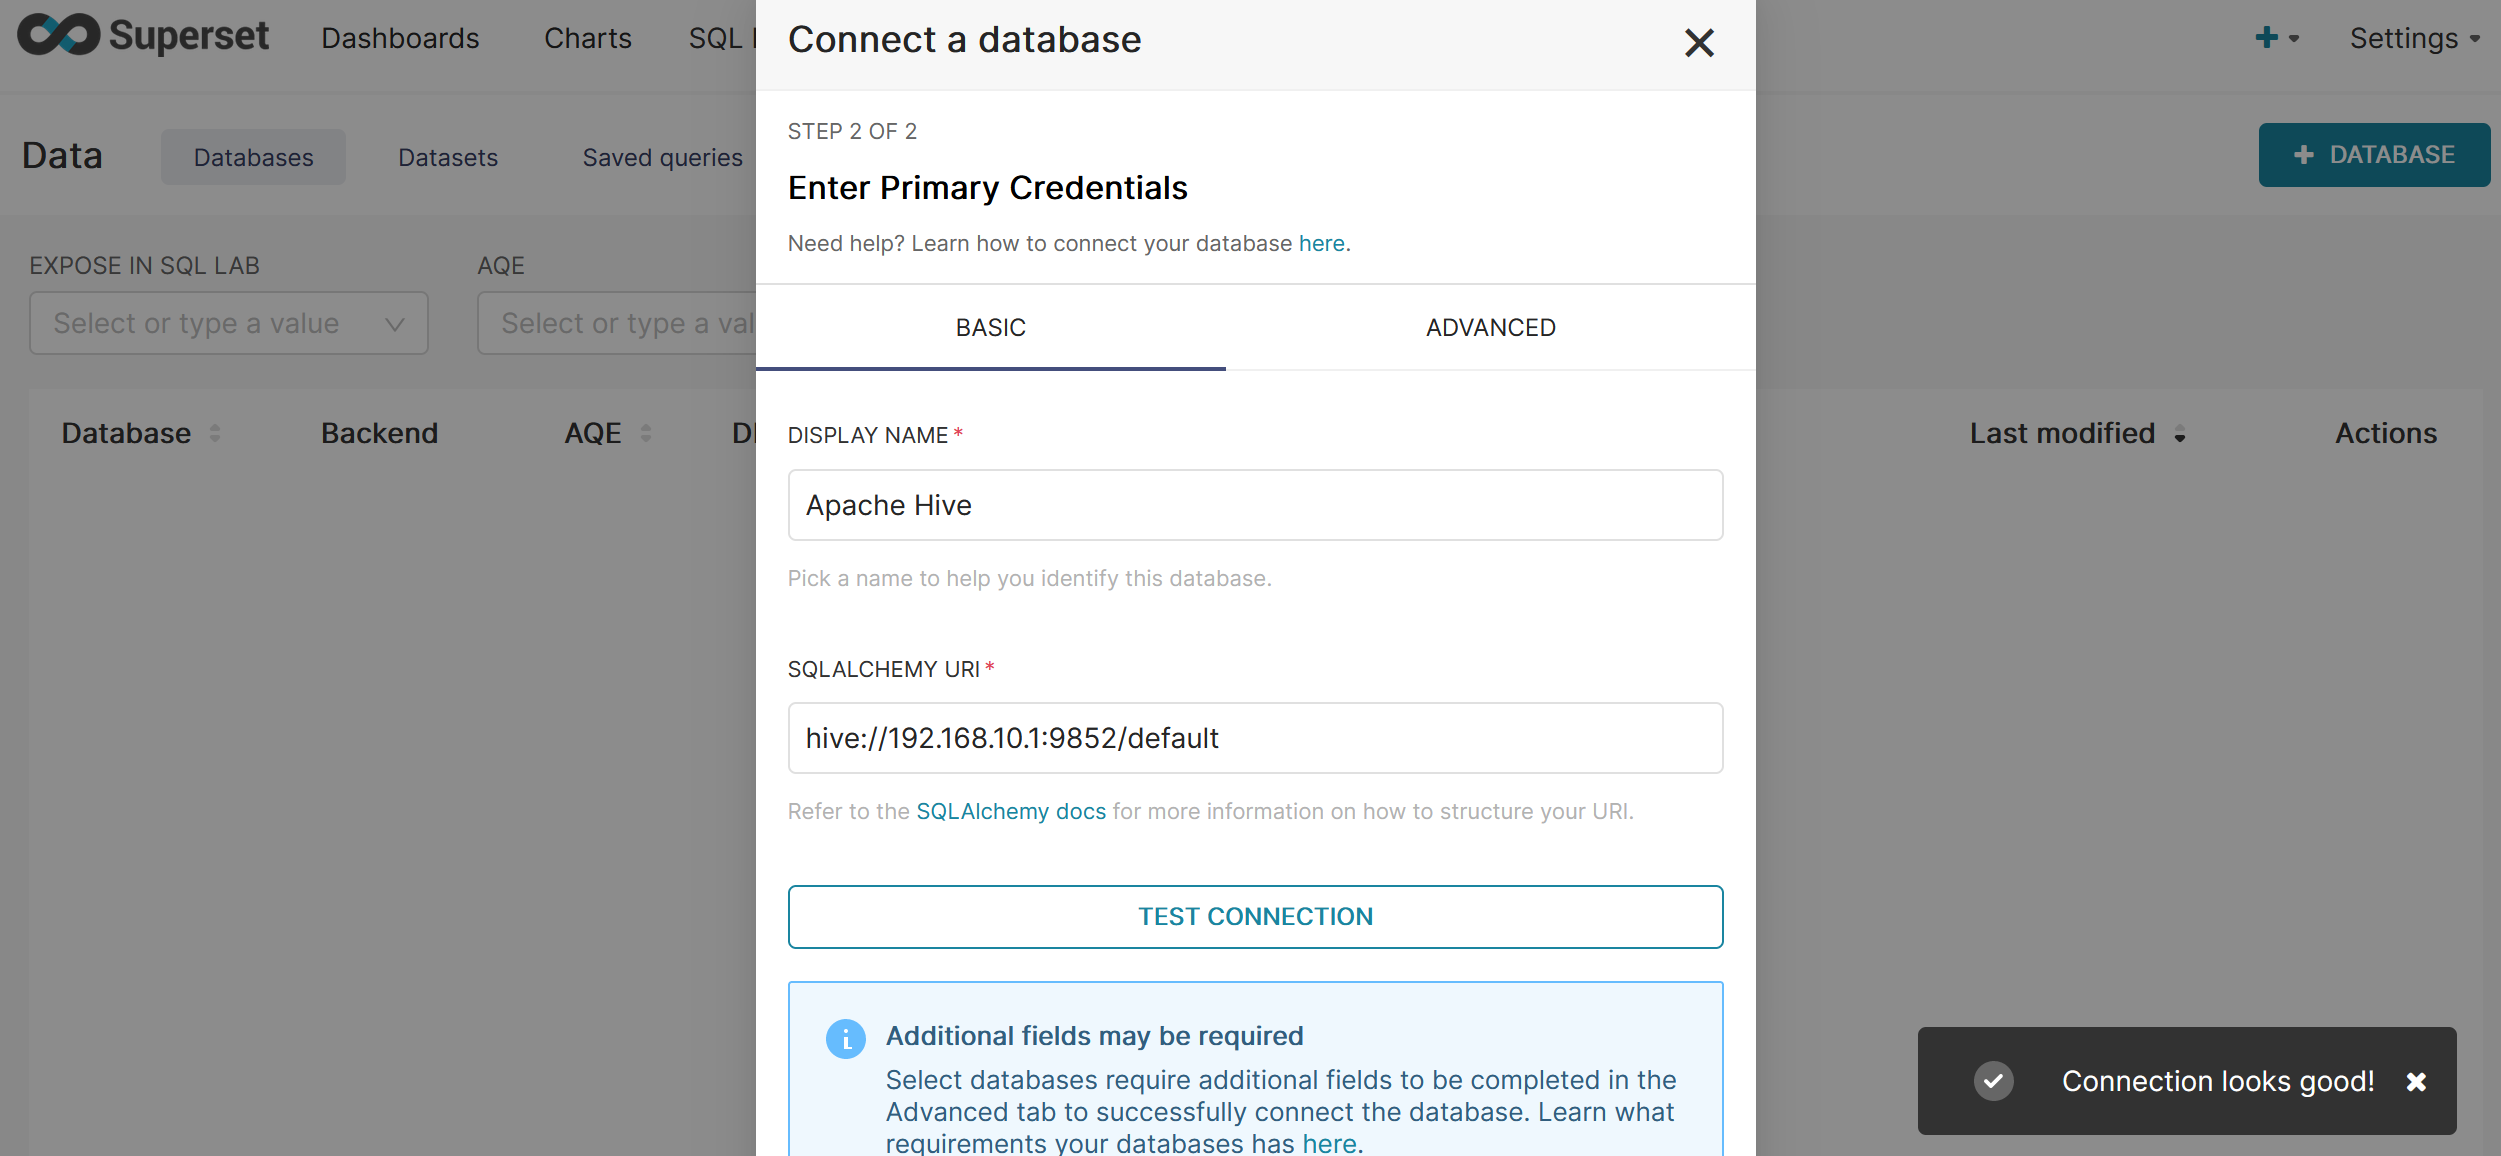 Superset Dashboards Charts SQL Settings
Connect a database
STEP 2 OF 2
Data Databases Datasets Saved queries
DATABASE
Enter Primary Credentials
Need help? Learn how to connect your database here.
EXPOSE IN SQL LAB AQE
Select or type a value
Select or type a val
BASIC ADVANCED
Database Backend AQE Last modified Actions
DISPLAY NAME *
Apache Hive
Pick a name to help you identify this database.
SQLALCHEMY URI *
hive://192.168.10.1:9852/default
Refer to the SQLAlchemy docs for more information on how to structure your URI.
TEST CONNECTION
Additional fields may be required
Select databases require additional fields to be completed in the
Advanced tab to successfully connect the database. Learn what
requirements your databases has here.
Connection looks good!